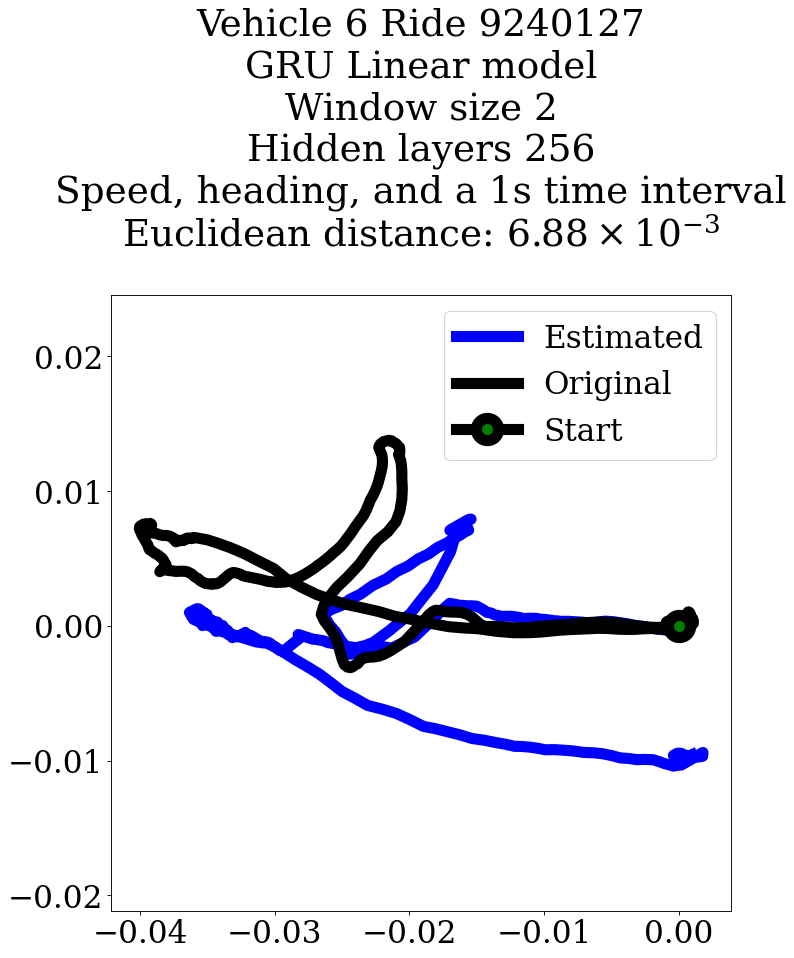 Vehicle 6 Ride 9240127
GRU Linear model
Window size 2
Hidden layers 256
Speed, heading, and a 1s time interval
Euclidean distance: 6.88 × 10⁻³
Estimated
Original
Start
0.02
0.01
0.00
−0.01
−0.02
−0.04 −0.03 −0.02 −0.01 0.00